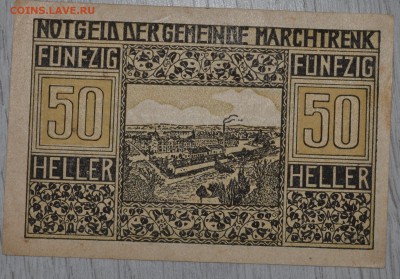 COINS.LAVE.RU
NOTGELD DER GEMEINDE MARCHTRENK
FÜNFZIG FÜNFZIG
50 50
HELLER HELLER